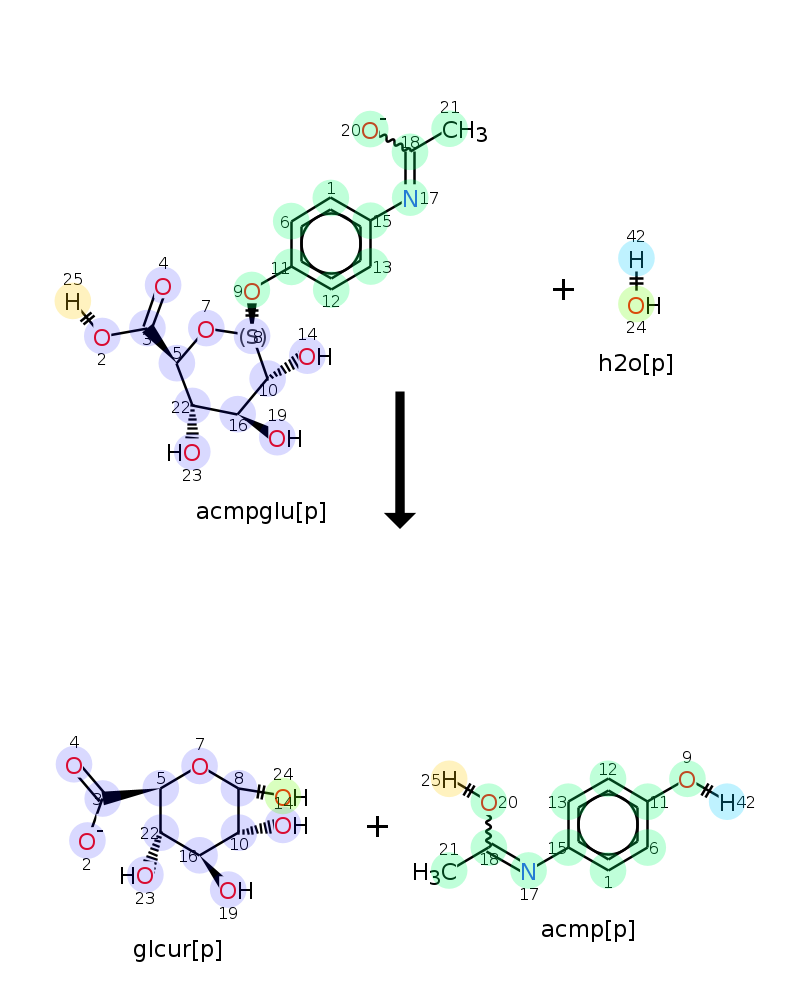 21
20 O - 18 CH3
1 N 17
6 15
42
H
4 25 11 13
H O 9 O 12 + OH
7 24
O 3 O (S) 8 14 h2o[p]
2 5 OH
10
22 16 19
HO OH
23
acmpglu[p]
4 7 12 9
O O 25 H 13 O
3 5 8 24 OH O 20 11 H 42
- 14 OH +
O 22 10 21 18 15 6
2 16 H3C N
HO OH 17 1
23 19
acmp[p]
glcur[p]